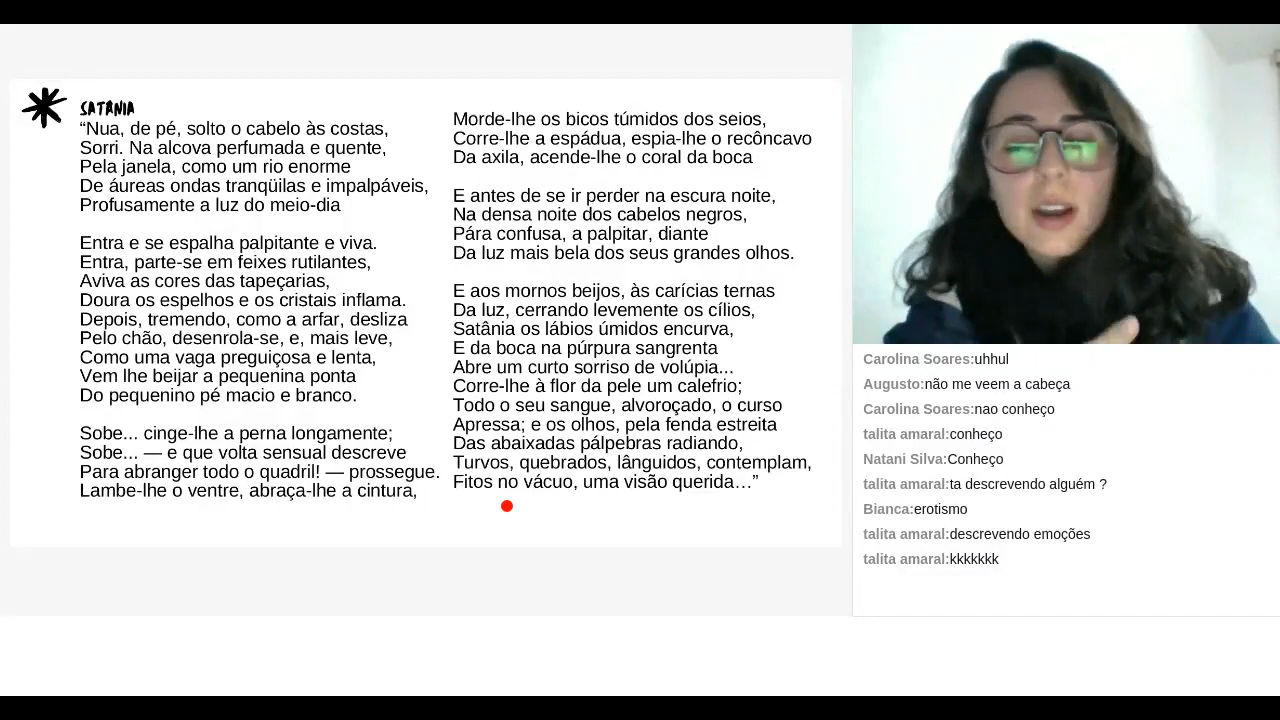 SATÂNIA
“Nua, de pé, solto o cabelo às costas,
Sorri. Na alcova perfumada e quente,
Pela janela, como um rio enorme
De áureas ondas tranqüilas e impalpáveis,
Profusamente a luz do meio-dia
Entra e se espalha palpitante e viva.
Entra, parte-se em feixes rutilantes,
Aviva as cores das tapeçarias,
Doura os espelhos e os cristais inflama.
Depois, tremendo, como a arfar, desliza
Pelo chão, desenrola-se, e, mais leve,
Como uma vaga preguiçosa e lenta,
Vem lhe beijar a pequenina ponta
Do pequenino pé macio e branco.
Sobe... cinge-lhe a perna longamente;
Sobe... — e que volta sensual descreve
Para abranger todo o quadril! — prossegue.
Lambe-lhe o ventre, abraça-lhe a cintura,
Morde-lhe os bicos túmidos dos seios,
Corre-lhe a espádua, espia-lhe o recôncavo
Da axila, acende-lhe o coral da boca
E antes de se ir perder na escura noite,
Na densa noite dos cabelos negros,
Pára confusa, a palpitar, diante
Da luz mais bela dos seus grandes olhos.
E aos mornos beijos, às carícias ternas
Da luz, cerrando levemente os cílios,
Satânia os lábios úmidos encurva,
E da boca na púrpura sangrenta
Abre um curto sorriso de volúpia...
Corre-lhe à flor da pele um calefrio;
Todo o seu sangue, alvoroçado, o curso
Apressa; e os olhos, pela fenda estreita
Das abaixadas pálpebras radiando,
Turvos, quebrados, lânguidos, contemplam,
Fitos no vácuo, uma visão querida…”
Carolina Soares:uhhul
Augusto:não me veem a cabeça
Carolina Soares:nao conheço
talita amaral:conheço
Natani Silva:Conheço
talita amaral:ta descrevendo alguém ?
Bianca:erotismo
talita amaral:descrevendo emoções
talita amaral:kkkkkkk